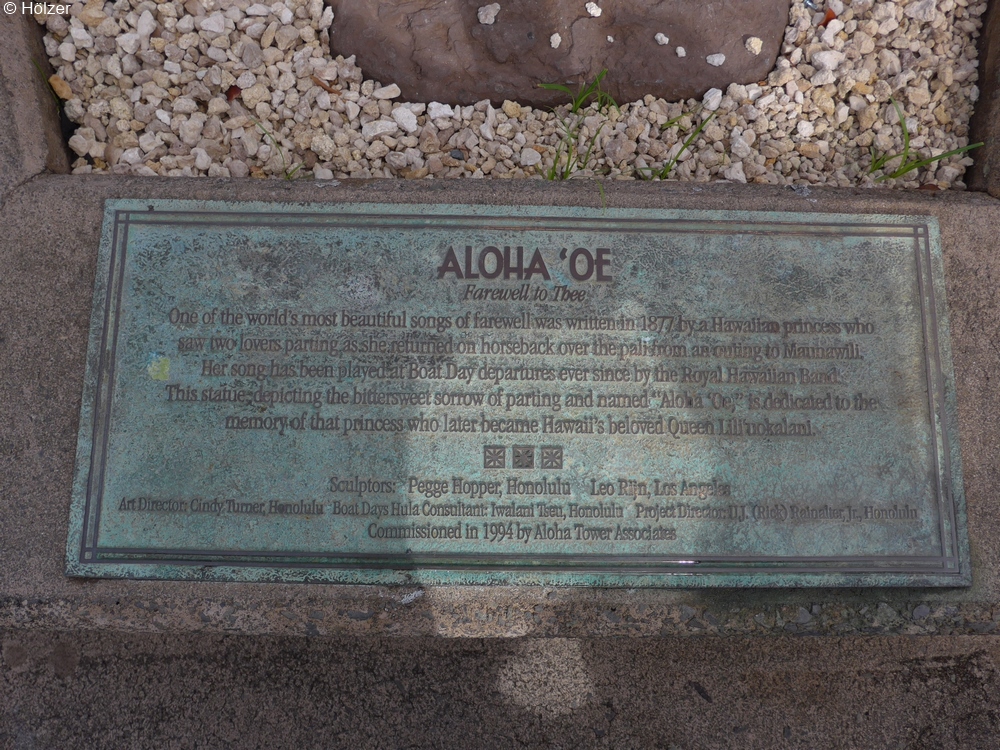 © Hölzer
ALOHA ‘OE
Farewell to Thee
One of the world's most beautiful songs of farewell was written in 1877 by a Hawaiian princess who
saw two lovers parting as she returned on horseback over the pali from an outing to Maunawili.
Her song has been played at Boat Day departures ever since by the Royal Hawaiian Band.
This statue, depicting the bittersweet sorrow of parting and named "Aloha ‘Oe," is dedicated to the
memory of that princess who later became Hawaii's beloved Queen Lili‘uokalani.
Sculptors: Pegge Hopper, Honolulu Leo Rijn, Los Angeles
Art Director: Cindy Turner, Honolulu Boat Days Hula Consultant: Iwalani Tseu, Honolulu Project Director: D.J. (Rick) Jr., Honolulu
Commissioned in 1994 by Aloha Tower Associates